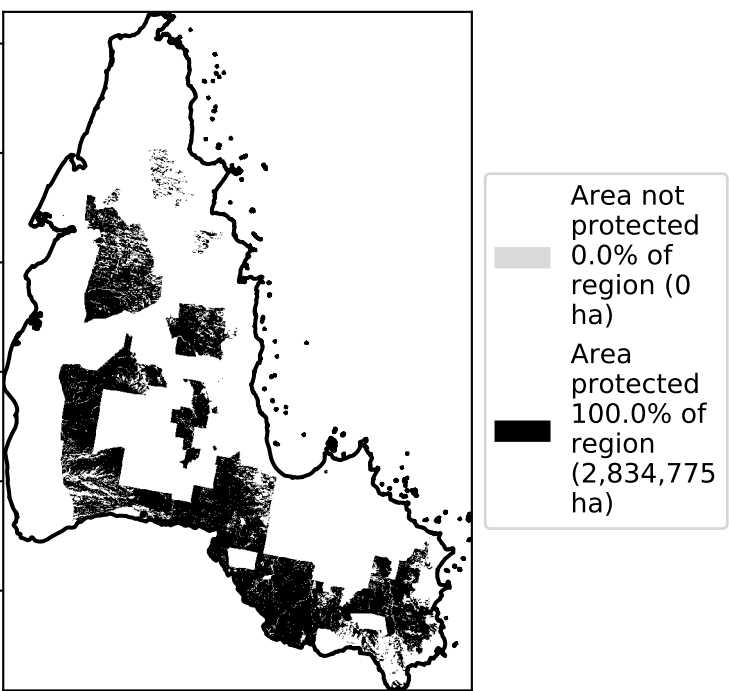 Area not
protected
0.0% of
region (0
ha)
Area
protected
100.0% of
region
(2,834,775
ha)